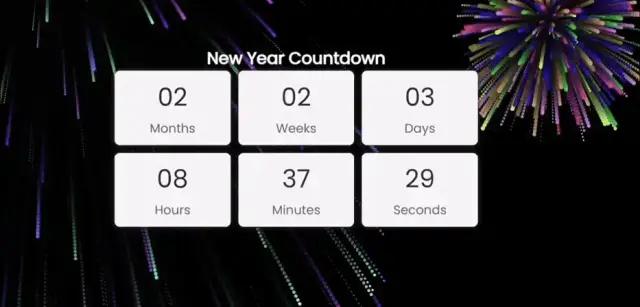 New Year Countdown
02 02 03
Months Weeks Days
08 37 29
Hours Minutes Seconds